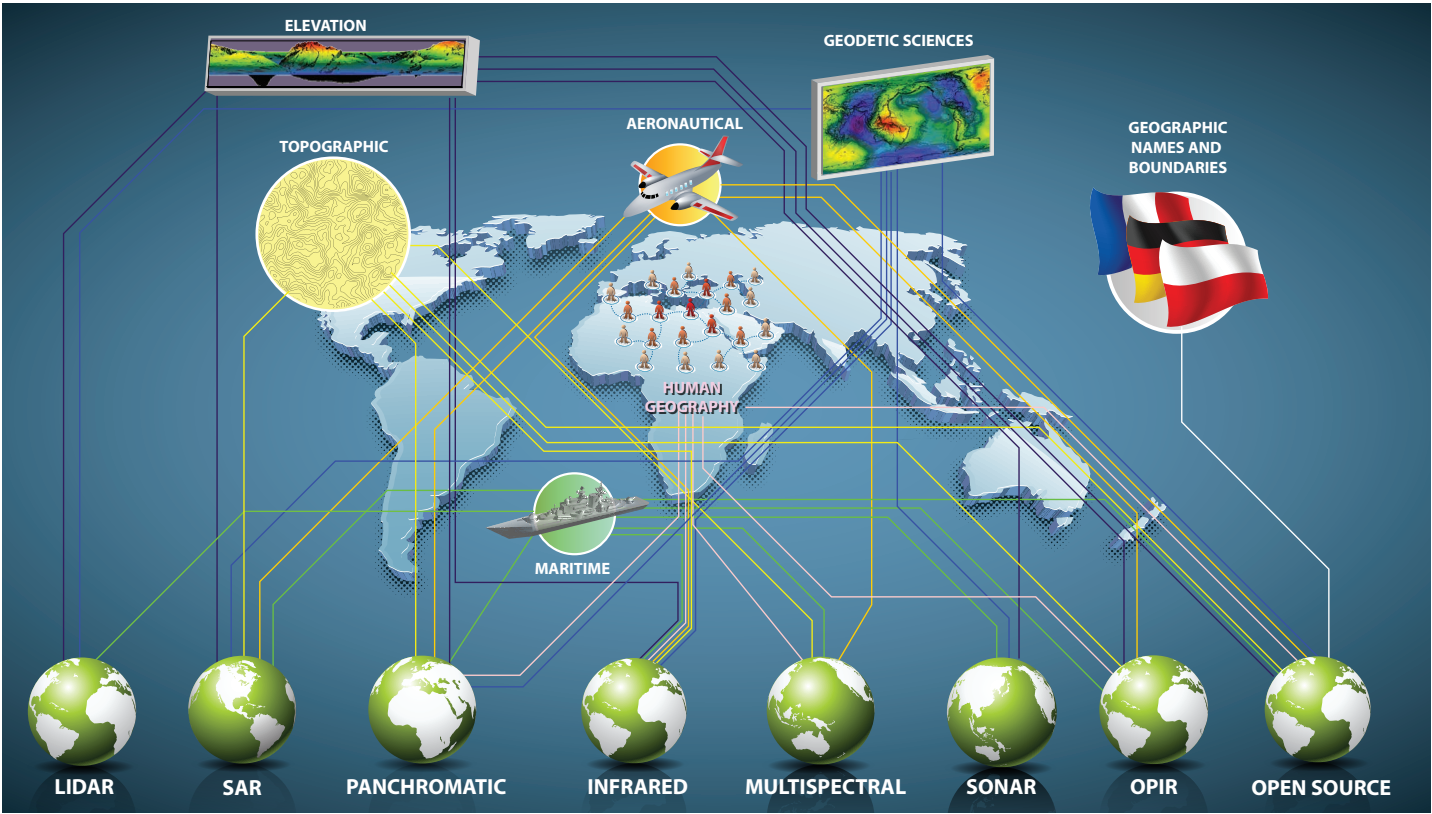 ELEVATION
GEODETIC SCIENCES
AERONAUTICAL
GEOGRAPHIC
NAMES AND
BOUNDARIES
TOPOGRAPHIC
HUMAN
GEOGRAPHY
MARITIME
LIDAR
SAR
PANCHROMATIC
INFRARED
MULTISPECTRAL
SONAR
OPIR
OPEN SOURCE